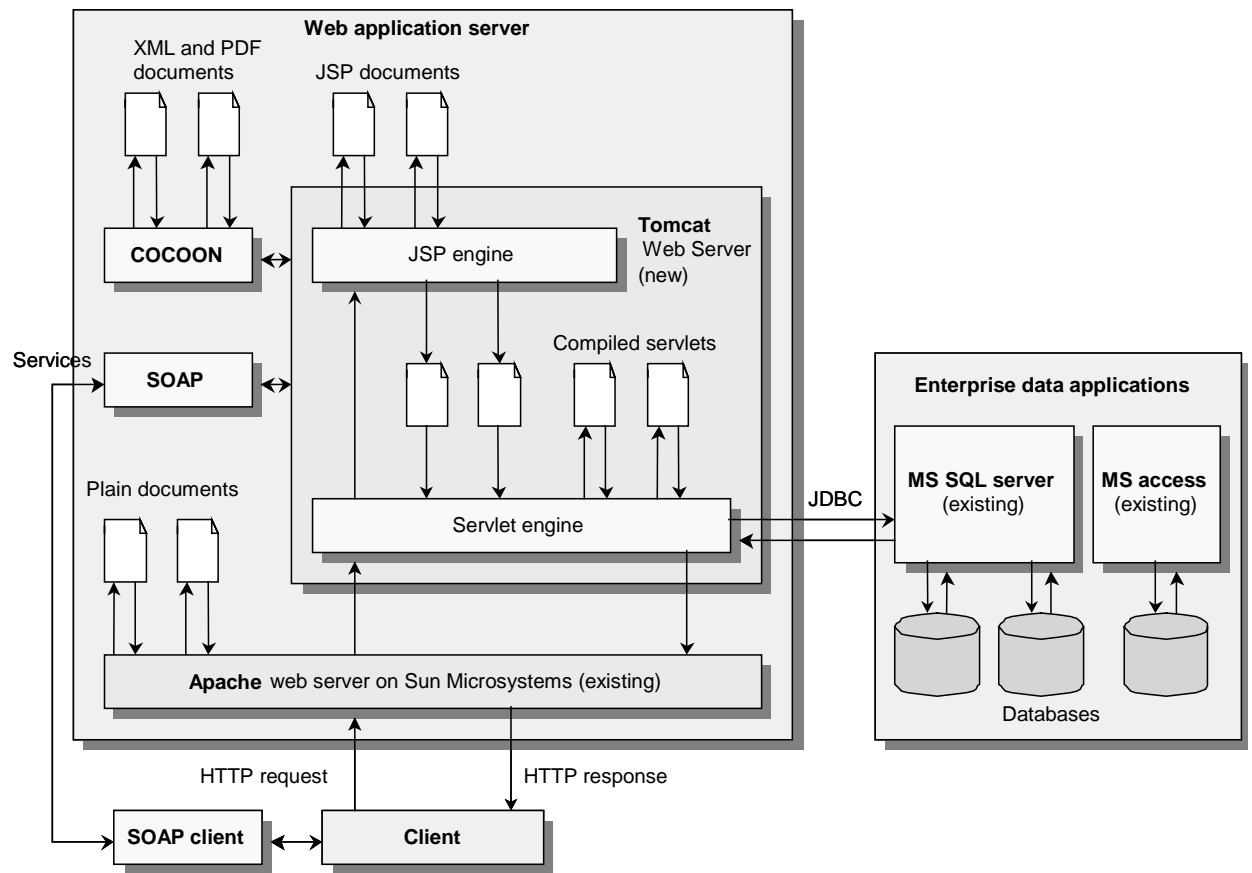 Web application server
XML and PDF
documents
JSP documents
Tomcat
Web Server
(new)
COCOON
JSP engine
Compiled servlets
Services
SOAP
Enterprise data applications
MS SQL server
(existing)
MS access
(existing)
Plain documents
JDBC
Servlet engine
Apache web server on Sun Microsystems (existing)
Databases
HTTP request
HTTP response
SOAP client
Client